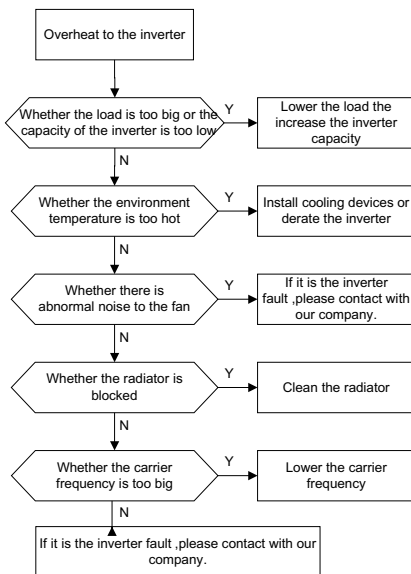 Overheat to the inverter
Whether the load is too big or the
capacity of the inverter is too low
Y
Lower the load the
increase the inverter
capacity
N
Whether the environment
temperature is too hot
Y
Install cooling devices or
derate the inverter
N
Whether there is
abnormal noise to the fan
Y
If it is the inverter
fault ,please contact with
our company.
N
Whether the radiator is
blocked
Y
Clean the radiator
N
Whether the carrier
frequency is too big
Y
Lower the carrier
frequency
N
If it is the inverter fault ,please contact with our
company.